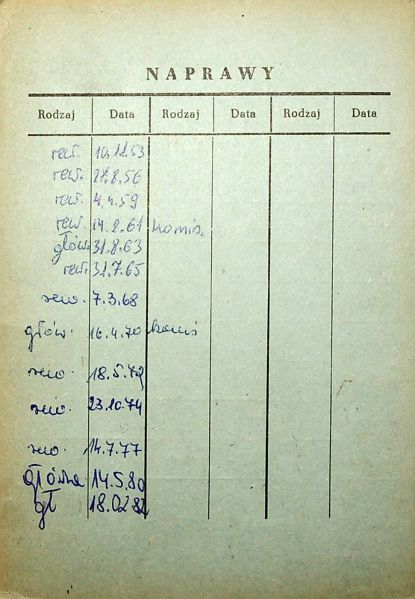 NAPRAWY
Rodzaj Data Rodzaj Data Rodzaj Data
rew. 10.12.53
rew. 28.8.56
rew. 4.4.59
rew. 14.2.61 komis.
główn. 31.8.63
rew. 31.7.65
rew. 7.3.68
głów. 16.4.70 komis
rew. 18.5.72
rew. 23.10.74
rew. 14.7.77
główna 14.5.80
gł 18.02.82